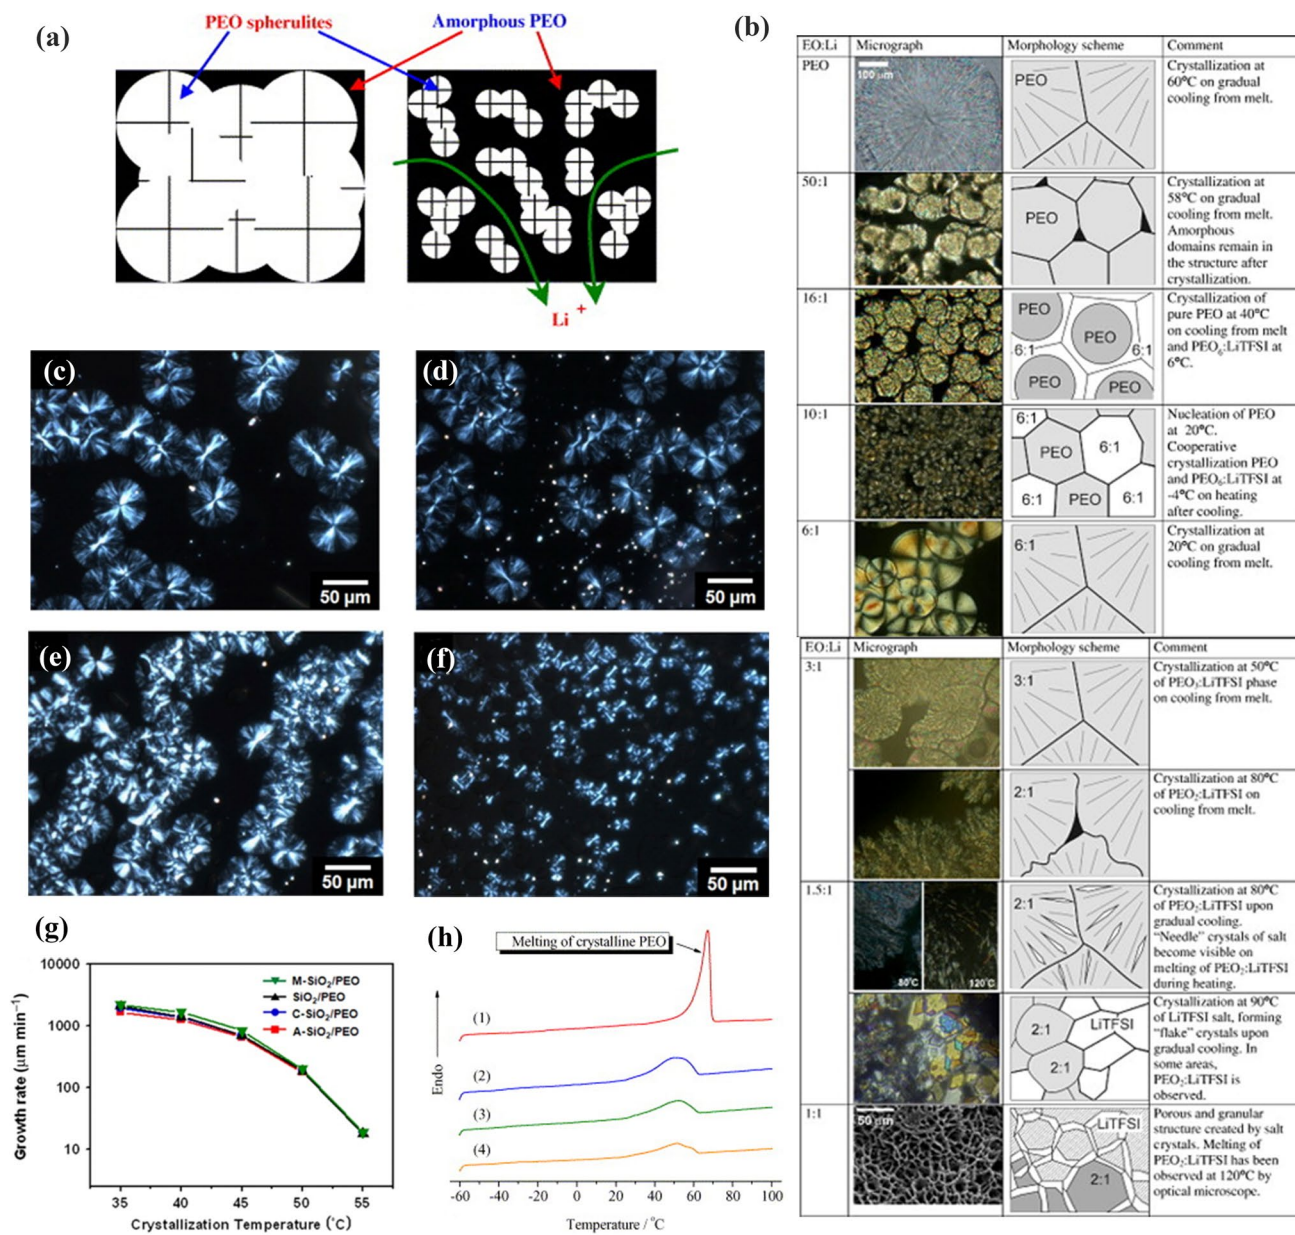 (a)
PEO spherulites
Amorphous PEO
Li +
(b)
EO:Li
Micrograph
Morphology scheme
Comment
PEO
100 µm
PEO
Crystallization at
60°C on gradual
cooling from melt.
50:1
PEO
Crystallization at
58°C on gradual
cooling from melt.
Amorphous
domains remain in
the structure after
crystallization.
16:1
PEO
PEO
6:1
6:1
PEO
PEO
Crystallization of
pure PEO at 40°C
on cooling from melt
and PEO6:LiTFSI at
6°C.
10:1
6:1
PEO
6:1
6:1
PEO
6:1
Nucleation of PEO
at 20°C.
Cooperative
crystallization PEO
and PEO6:LiTFSI at
-4°C on heating
after cooling.
6:1
6:1
Crystallization at
20°C on gradual
cooling from melt.
EO:Li
Micrograph
Morphology scheme
Comment
3:1
3:1
Crystallization at 50°C
of PEO3:LiTFSI phase
on cooling from melt.
2:1
Crystallization at 80°C
of PEO2:LiTFSI on
cooling from melt.
1.5:1
80°C
120°C
2:1
Crystallization at 80°C
of PEO2:LiTFSI upon
gradual cooling.
"Needle" crystals of salt
become visible on
melting of PEO2:LiTFSI
during heating.
2:1
LiTFSI
2:1
Crystallization at 90°C
of LiTFSI salt, forming
"flake" crystals upon
gradual cooling. In
some areas,
PEO2:LiTFSI is
observed.
1:1
50 µm
LiTFSI
2:1
Porous and granular
structure created by salt
crystals. Melting of
PEO2:LiTFSI has been
observed at 120°C by
optical microscope.
(c)
50 µm
(d)
50 µm
(e)
50 µm
(f)
50 µm
(g)
10000
1000
100
10
Growth rate (µm min−1)
M-SiO2/PEO
SiO2/PEO
C-SiO2/PEO
A-SiO2/PEO
35 40 45 50 55
Crystallization Temperature (°C)
(h)
Melting of crystalline PEO
Endo
(1)
(2)
(3)
(4)
-60 -40 -20 0 20 40 60 80 100
Temperature / °C